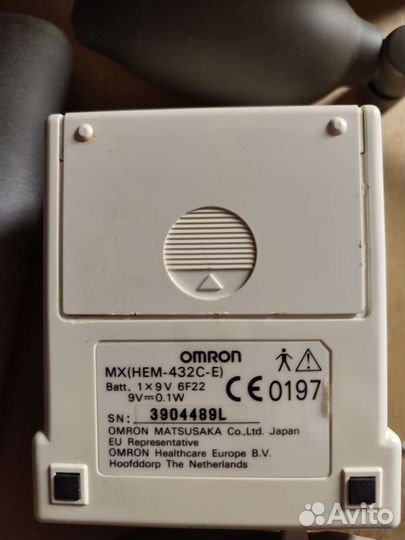 OMRON
MX(HEM-432C-E)
Batt. 1×9V 6F22
9V⎓0.1W
CE 0197
SN: 3904489L
OMRON MATSUSAKA Co.,Ltd. Japan
EU Representative
OMRON Healthcare Europe B.V.
Hoofddorp The Netherlands
Avito